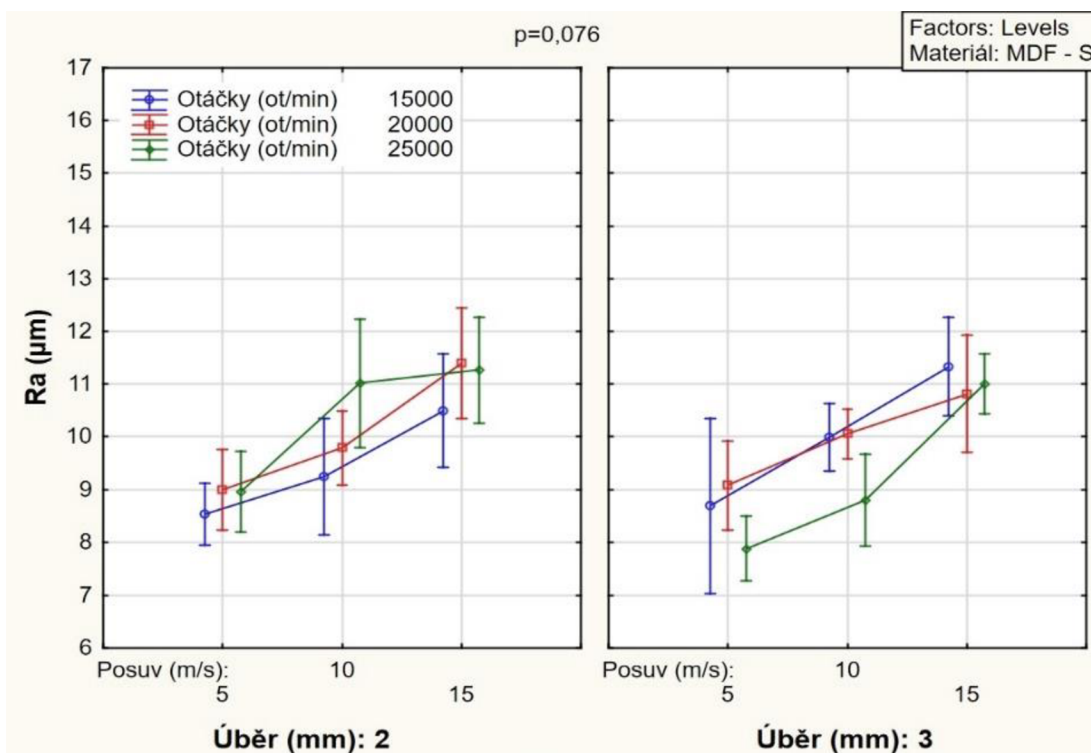 p=0,076
Factors: Levels
Materiál: MDF - S
17
16
15
14
13
12
11
10
9
8
7
6
Ra (µm)
Otáčky (ot/min) 15000
Otáčky (ot/min) 20000
Otáčky (ot/min) 25000
Posuv (m/s): 10
5 15
Úběr (mm): 2
Posuv (m/s): 10
5 15
Úběr (mm): 3